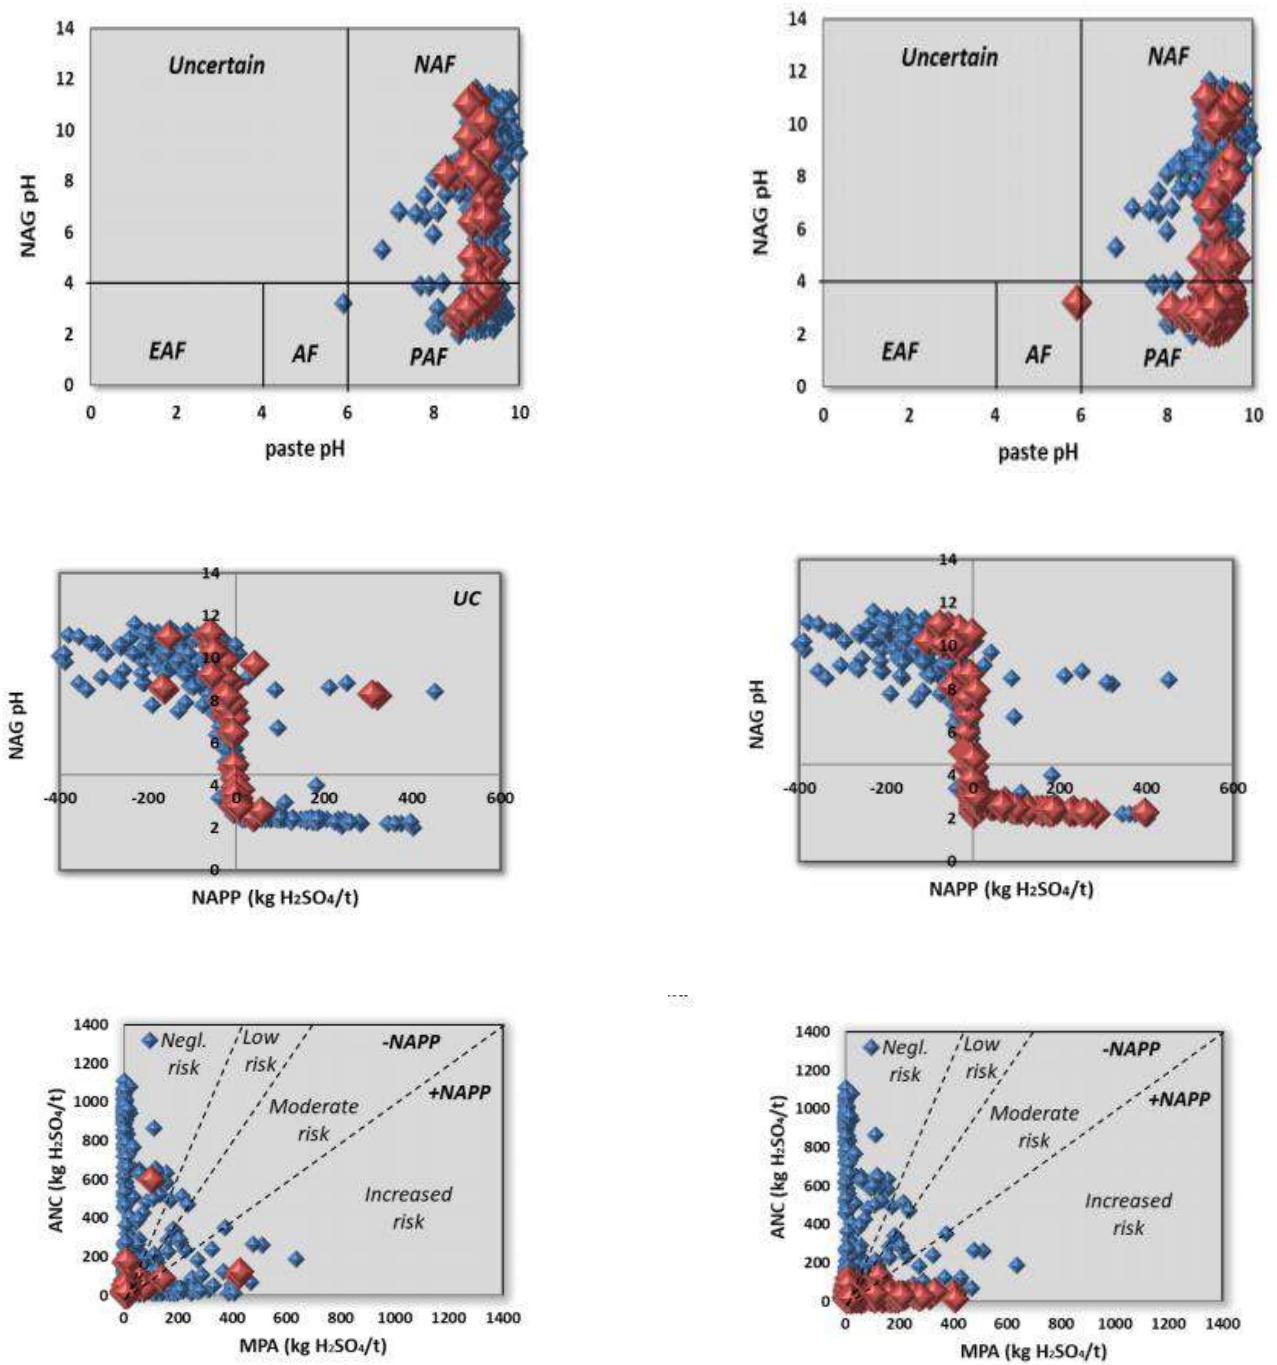 14
12
10
8
6
4
2
0
NAG pH
Uncertain
NAF
EAF
AF
PAF
0 2 4 6 8 10
paste pH
14
12
10
8
6
4
2
0
NAG pH
Uncertain
NAF
EAF
AF
PAF
0 2 4 6 8 10
paste pH
14
12
10
8
6
4
2
0
NAG pH
UC
-400 -200 0 200 400 600
NAPP (kg H₂SO₄/t)
14
12
10
8
6
4
2
0
NAG pH
-400 -200 0 200 400 600
NAPP (kg H₂SO₄/t)
1400
1200
1000
800
600
400
200
0
ANC (kg H₂SO₄/t)
Negl.
risk
Low
risk
-NAPP
+NAPP
Moderate
risk
Increased
risk
0 200 400 600 800 1000 1200 1400
MPA (kg H₂SO₄/t)
1400
1200
1000
800
600
400
200
0
ANC (kg H₂SO₄/t)
Negl.
risk
Low
risk
-NAPP
+NAPP
Moderate
risk
Increased
risk
0 200 400 600 800 1000 1200 1400
MPA (kg H₂SO₄/t)